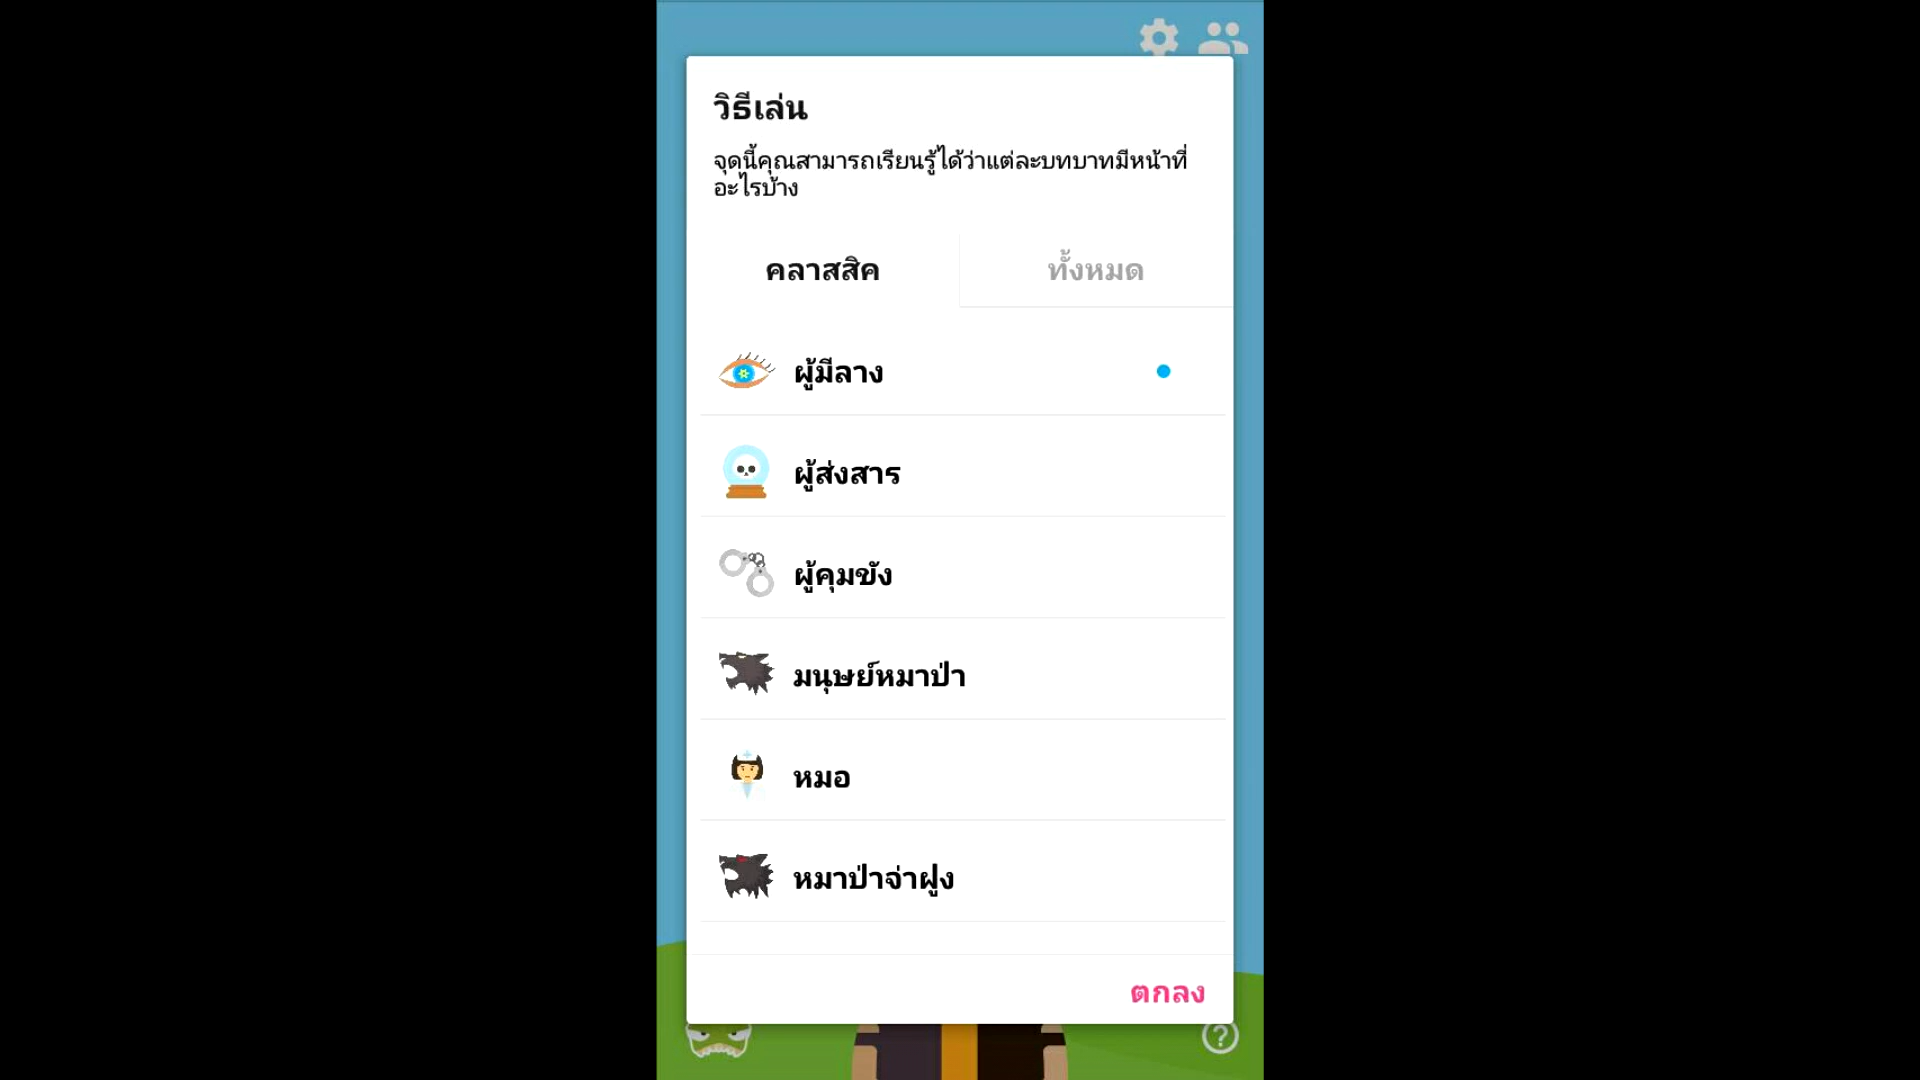 วิธีเล่น
จุดนี้คุณสามารถเรียนรู้ได้ว่าแต่ละบทบาทมีหน้าที่
อะไรบ้าง
คลาสสิค
ทั้งหมด
ผู้มีลาง
ผู้ส่งสาร
ผู้คุมขัง
มนุษย์หมาป่า
หมอ
หมาป่าจ่าฝูง
ตกลง